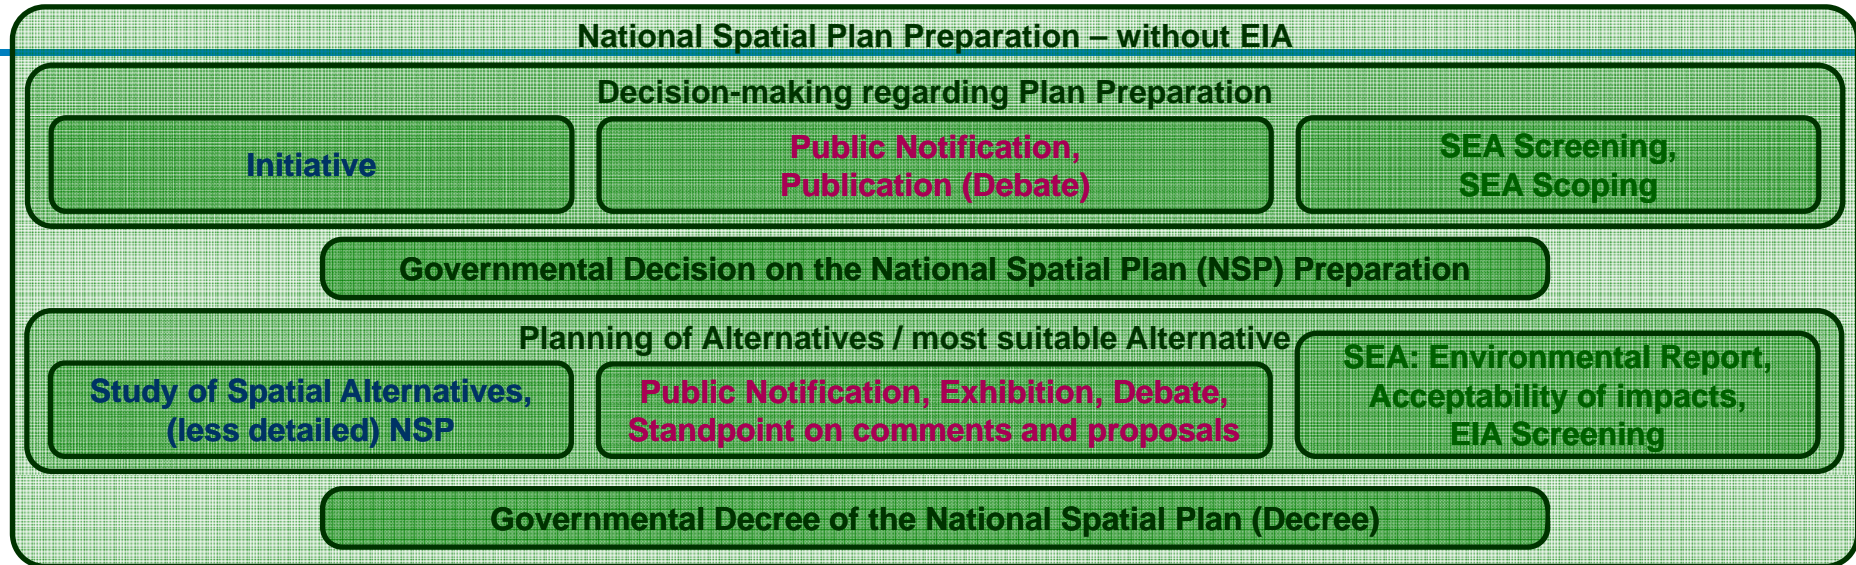 National Spatial Plan Preparation – without EIA
Decision-making regarding Plan Preparation
Initiative
Public Notification,
Publication (Debate)
SEA Screening,
SEA Scoping
Governmental Decision on the National Spatial Plan (NSP) Preparation
Planning of Alternatives / most suitable Alternative
Study of Spatial Alternatives,
(less detailed) NSP
Public Notification, Exhibition, Debate,
Standpoint on comments and proposals
SEA: Environmental Report,
Acceptability of impacts,
EIA Screening
Governmental Decree of the National Spatial Plan (Decree)